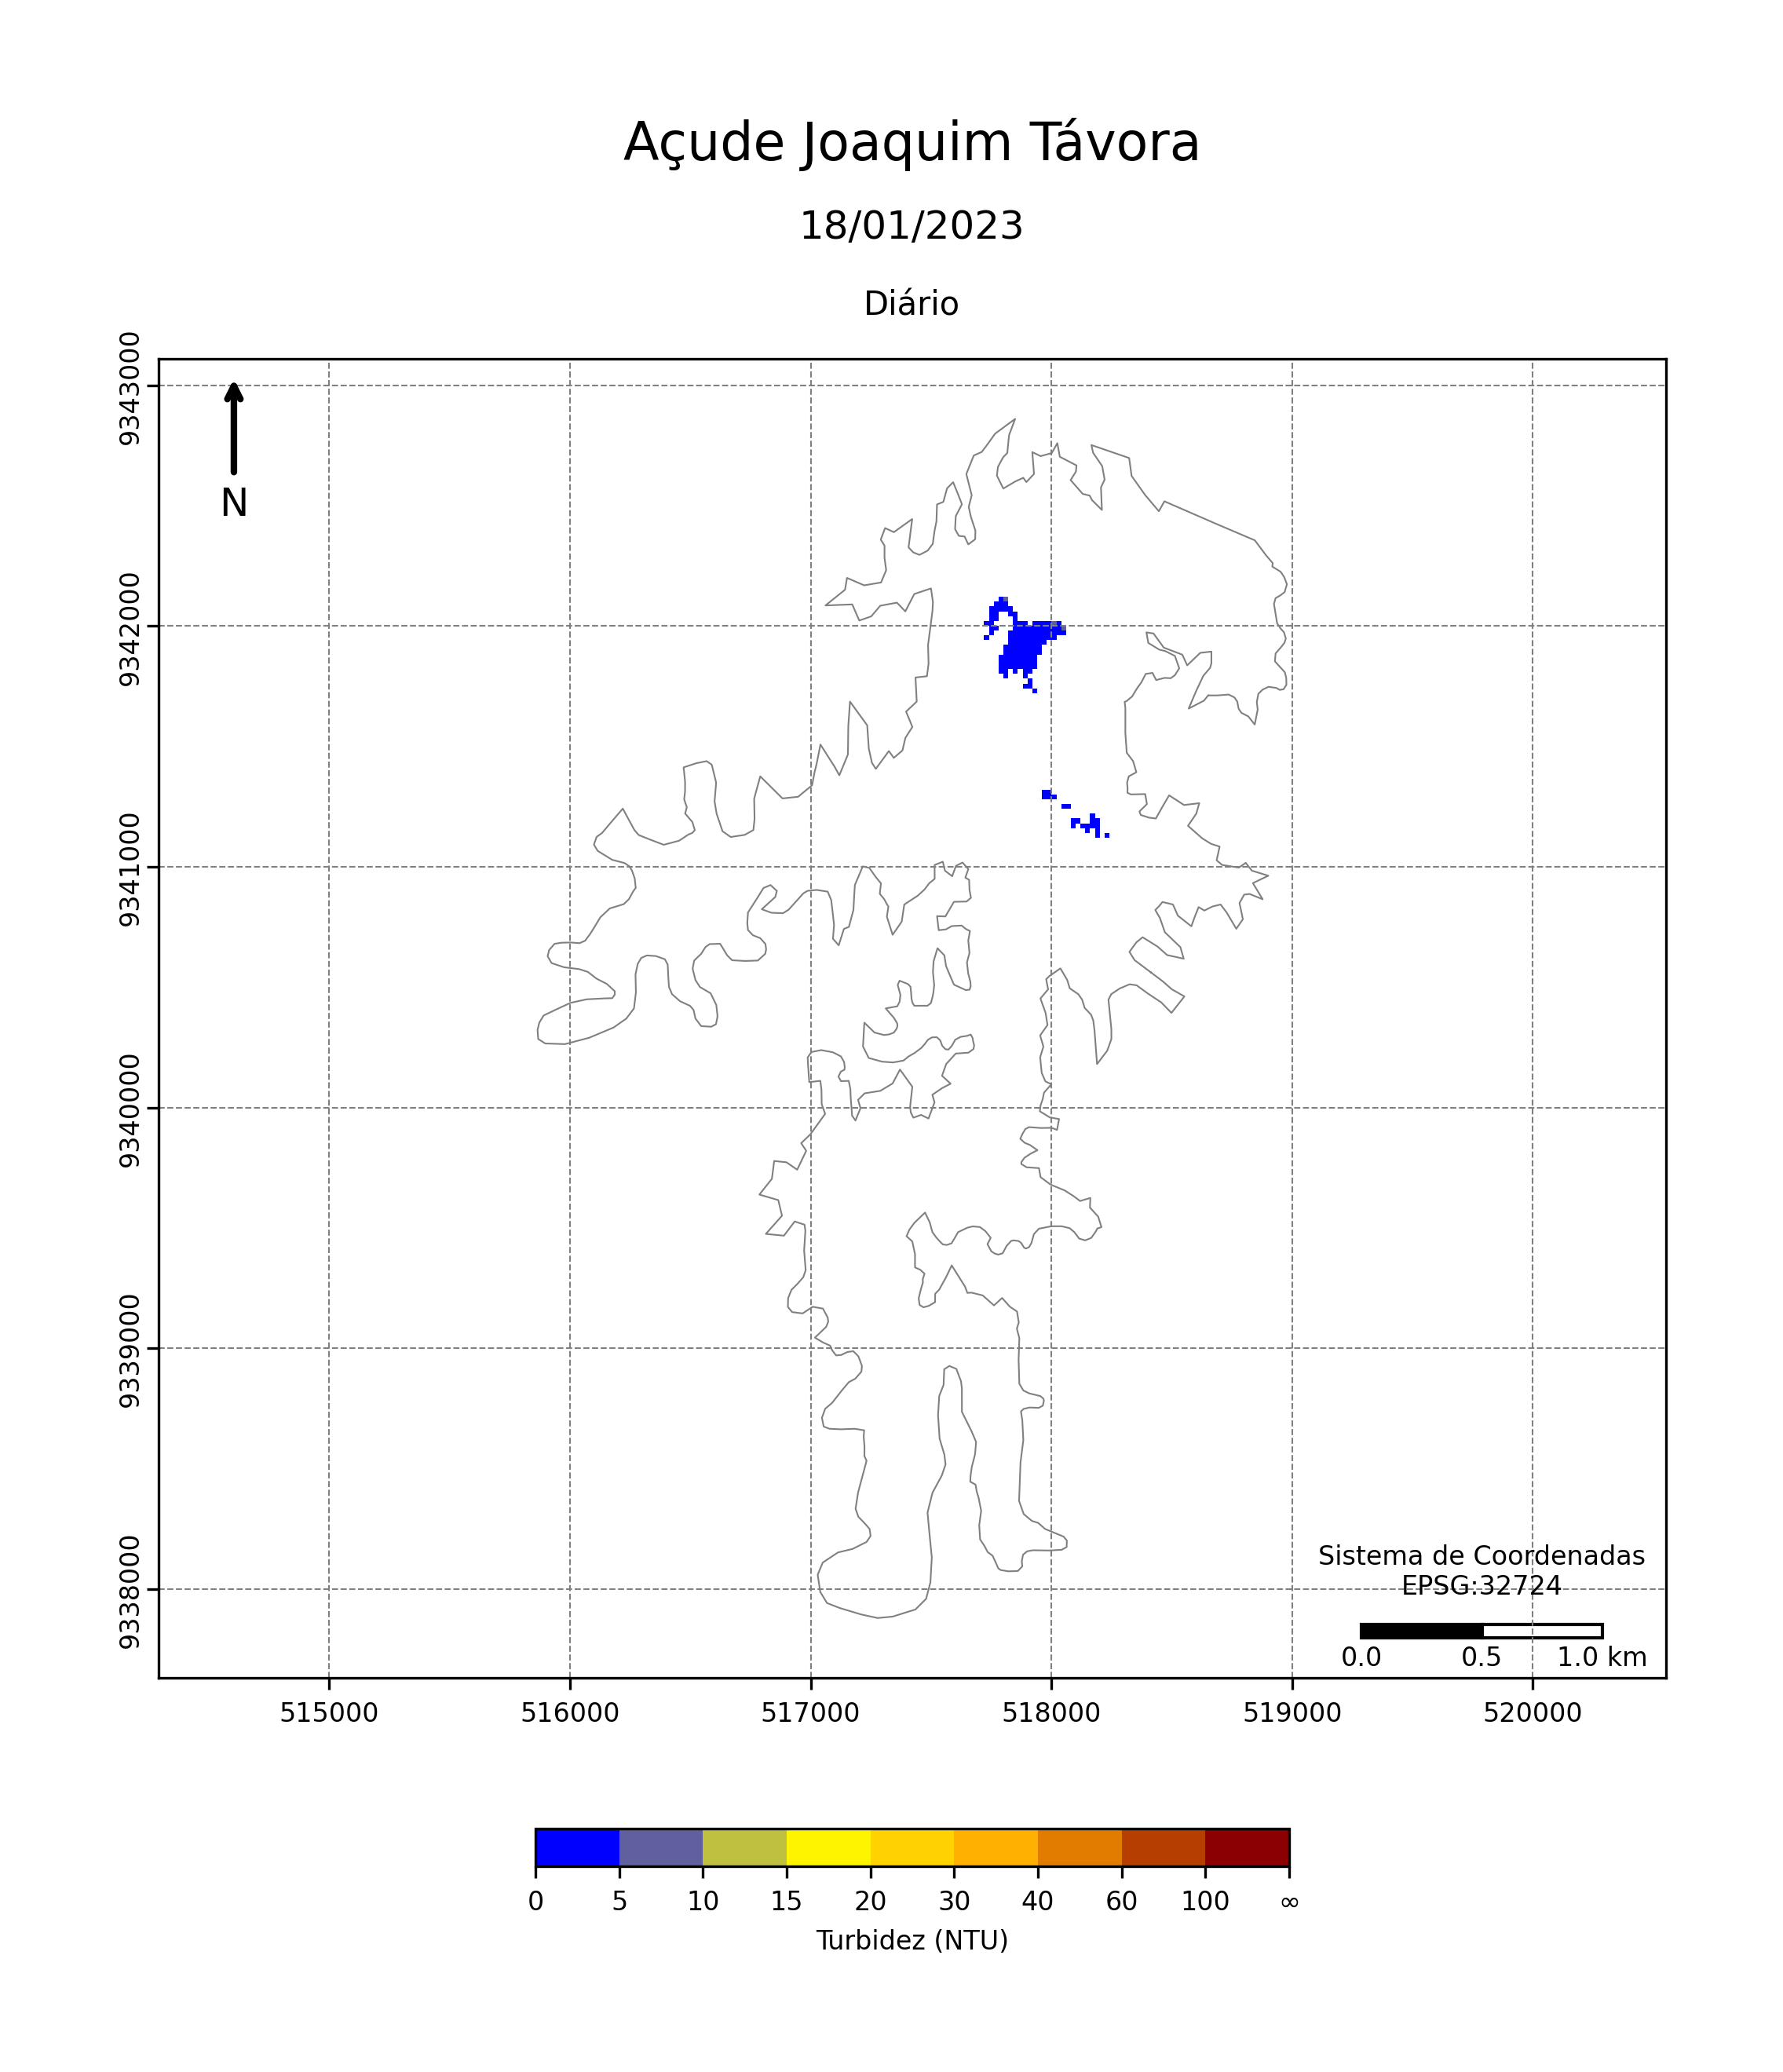 Açude Joaquim Távora
18/01/2023
Diário
9343000
9342000
9341000
9340000
9339000
9338000
N
Sistema de Coordenadas
EPSG:32724
0.0 0.5 1.0 km
515000 516000 517000 518000 519000 520000
0 5 10 15 20 30 40 60 100 ∞
Turbidez (NTU)